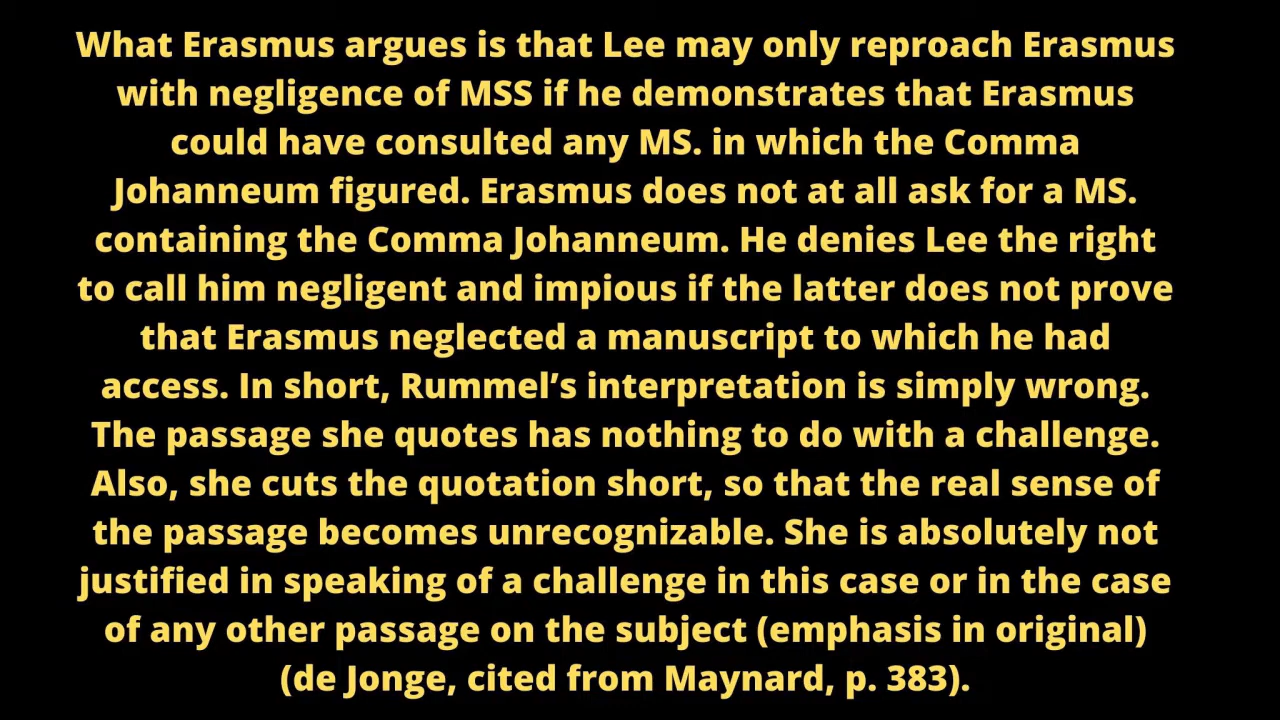 What Erasmus argues is that Lee may only reproach Erasmus
with negligence of MSS if he demonstrates that Erasmus
could have consulted any MS. in which the Comma
Johanneum figured. Erasmus does not at all ask for a MS.
containing the Comma Johanneum. He denies Lee the right
to call him negligent and impious if the latter does not prove
that Erasmus neglected a manuscript to which he had
access. In short, Rummel’s interpretation is simply wrong.
The passage she quotes has nothing to do with a challenge.
Also, she cuts the quotation short, so that the real sense of
the passage becomes unrecognizable. She is absolutely not
justified in speaking of a challenge in this case or in the case
of any other passage on the subject (emphasis in original)
(de Jonge, cited from Maynard, p. 383).